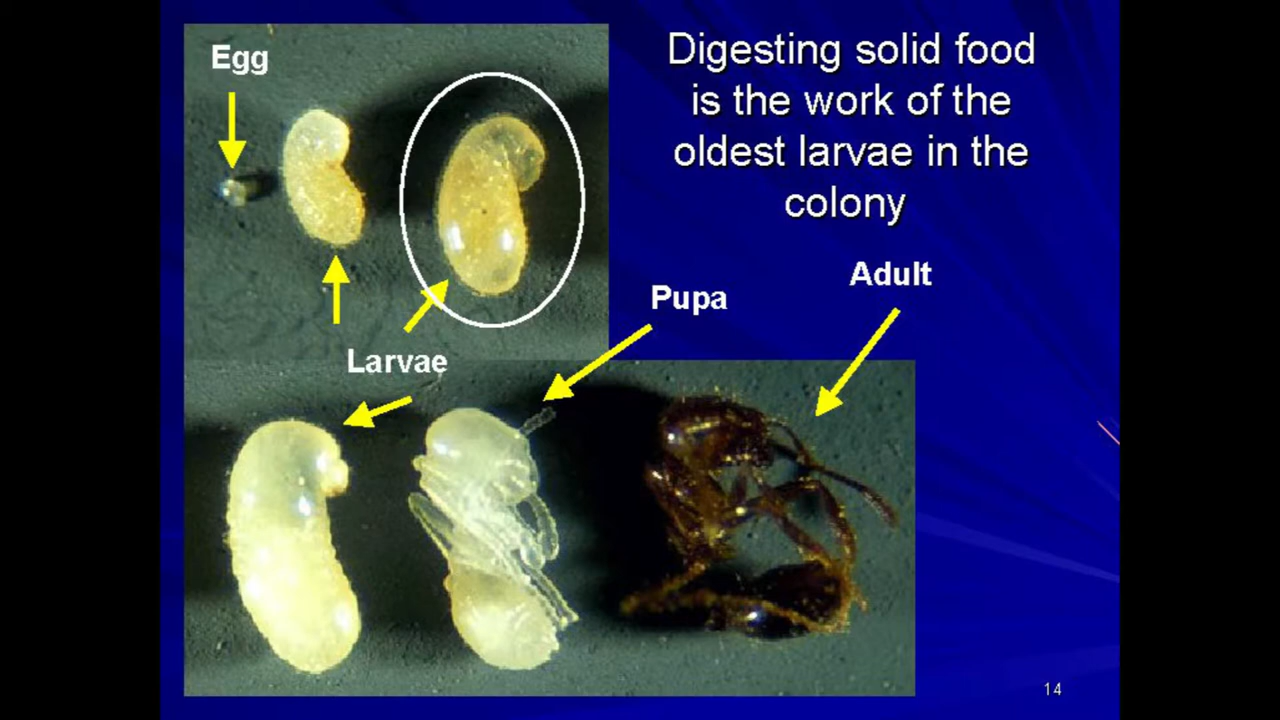 Egg
Digesting solid food
is the work of the
oldest larvae in the
colony
Adult
Pupa
Larvae
14